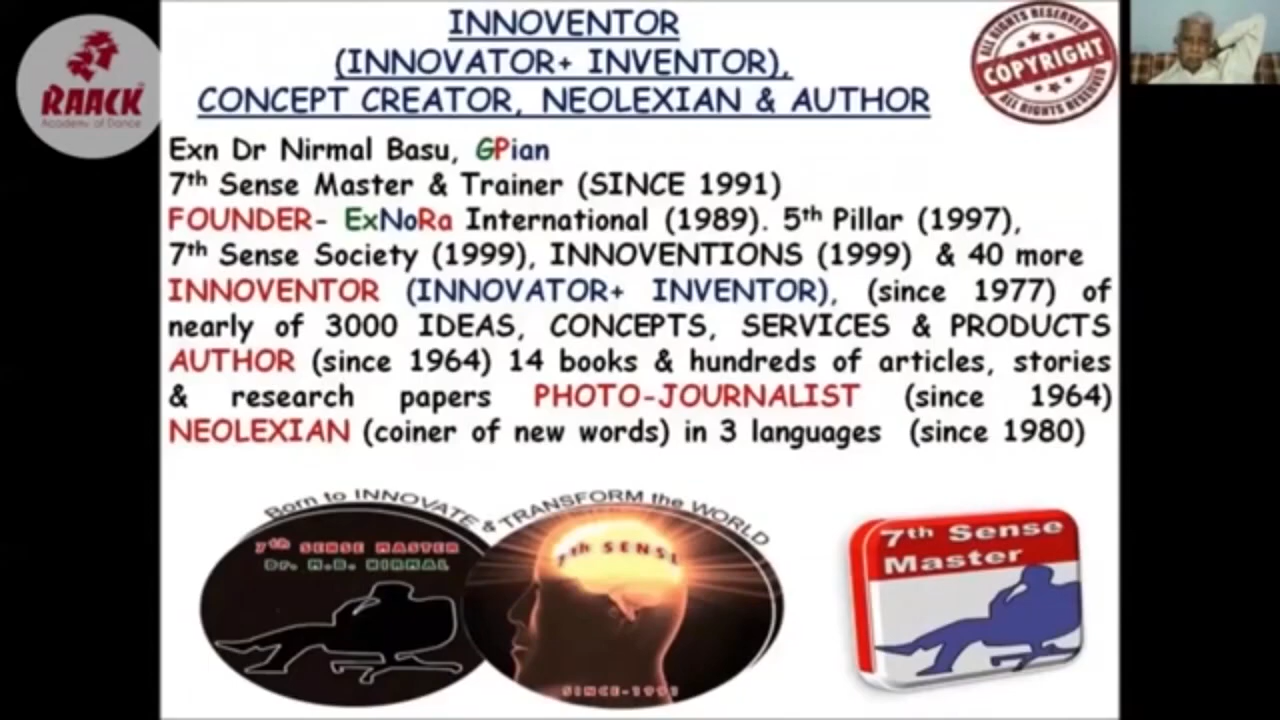 INNOVENTOR
(INNOVATOR+ INVENTOR),
CONCEPT CREATOR, NEOLEXIAN & AUTHOR
ALL RIGHTS RESERVED
COPYRIGHT
ALL RIGHTS RESERVED
RAACK
Academy of Dance
Exn Dr Nirmal Basu, GPian
7th Sense Master & Trainer (SINCE 1991)
FOUNDER- ExNoRa International (1989). 5th Pillar (1997),
7th Sense Society (1999), INNOVENTIONS (1999) & 40 more
INNOVENTOR (INNOVATOR+ INVENTOR), (since 1977) of
nearly of 3000 IDEAS, CONCEPTS, SERVICES & PRODUCTS
AUTHOR (since 1964) 14 books & hundreds of articles, stories
& research papers PHOTO-JOURNALIST (since 1964)
NEOLEXIAN (coiner of new words) in 3 languages (since 1980)
Born to INNOVATE & TRANSFORM the WORLD
7th SENSE MASTER
Dr. M.B. NIRMAL
7th SENSE
SINCE-1991
7th Sense
Master